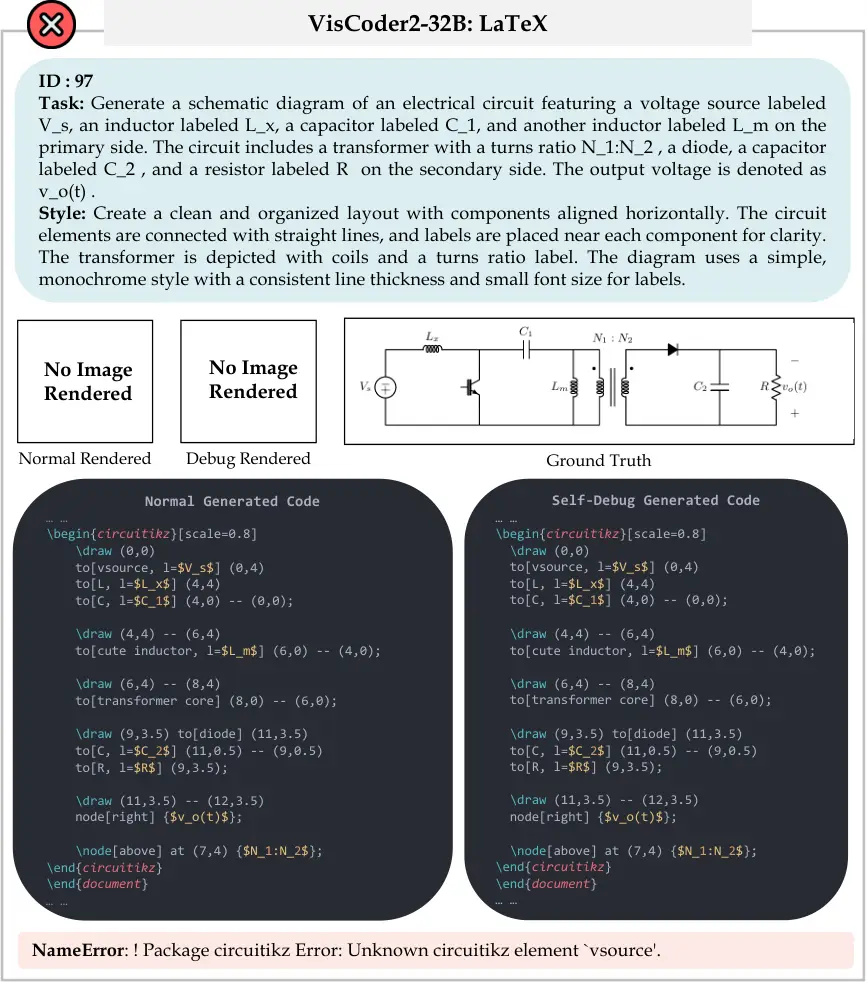 VisCoder2-32B: LaTeX
ID : 97
Task: Generate a schematic diagram of an electrical circuit featuring a voltage source labeled
V_s, an inductor labeled L_x, a capacitor labeled C_1, and another inductor labeled L_m on the
primary side. The circuit includes a transformer with a turns ratio N_1:N_2 , a diode, a capacitor
labeled C_2 , and a resistor labeled R on the secondary side. The output voltage is denoted as
v_o(t) .
Style: Create a clean and organized layout with components aligned horizontally. The circuit
elements are connected with straight lines, and labels are placed near each component for clarity.
The transformer is depicted with coils and a turns ratio label. The diagram uses a simple,
monochrome style with a consistent line thickness and small font size for labels.
No Image
Rendered
Normal Rendered
No Image
Rendered
Debug Rendered
L_x
C_1
N_1 : N_2
V_s
L_m
C_2
R
−
v_o(t)
+
Ground Truth
Normal Generated Code
… …
\begin{circuitikz}[scale=0.8]
    \draw (0,0)
    to[vsource, l=$V_s$] (0,4)
    to[L, l=$L_x$] (4,4)
    to[C, l=$C_1$] (4,0) -- (0,0);
    \draw (4,4) -- (6,4)
    to[cute inductor, l=$L_m$] (6,0) -- (4,0);
    \draw (6,4) -- (8,4)
    to[transformer core] (8,0) -- (6,0);
    \draw (9,3.5) to[diode] (11,3.5)
    to[C, l=$C_2$] (11,0.5) -- (9,0.5)
    to[R, l=$R$] (9,3.5);
    \draw (11,3.5) -- (12,3.5)
    node[right] {$v_o(t)$};
    \node[above] at (7,4) {$N_1:N_2$};
\end{circuitikz}
\end{document}
… …
Self-Debug Generated Code
… …
\begin{circuitikz}[scale=0.8]
    \draw (0,0)
    to[vsource, l=$V_s$] (0,4)
    to[L, l=$L_x$] (4,4)
    to[C, l=$C_1$] (4,0) -- (0,0);
    \draw (4,4) -- (6,4)
    to[cute inductor, l=$L_m$] (6,0) -- (4,0);
    \draw (6,4) -- (8,4)
    to[transformer core] (8,0) -- (6,0);
    \draw (9,3.5) to[diode] (11,3.5)
    to[C, l=$C_2$] (11,0.5) -- (9,0.5)
    to[R, l=$R$] (9,3.5);
    \draw (11,3.5) -- (12,3.5)
    node[right] {$v_o(t)$};
    \node[above] at (7,4) {$N_1:N_2$};
\end{circuitikz}
\end{document}
… …
NameError: ! Package circuitikz Error: Unknown circuitikz element `vsource'.